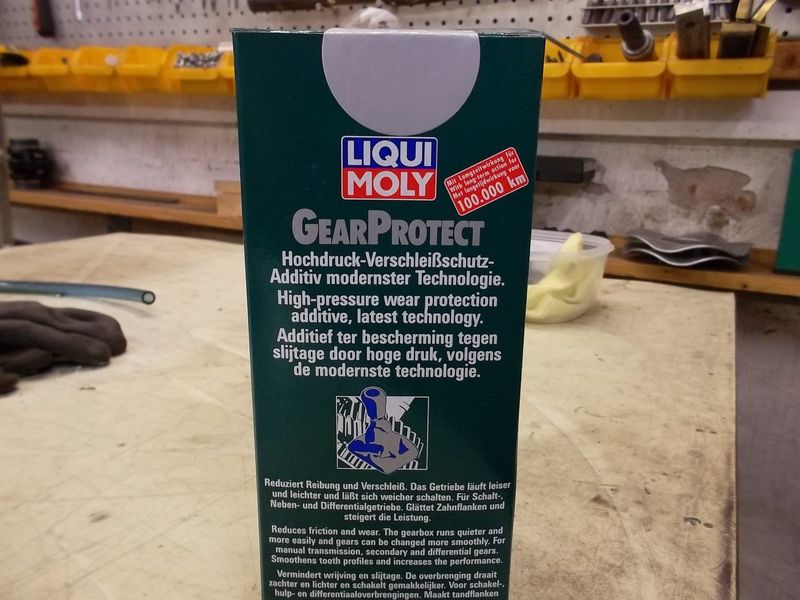 LIQUI
MOLY
Mit Langzeitwirkung für
With long-term action for
Met langetijdwirking voor
100.000 km
GEARPROTECT
Hochdruck-Verschleißschutz-
Additiv modernster Technologie.
High-pressure wear protection
additive, latest technology.
Additief ter bescherming tegen
slijtage door hoge druk, volgens
de modernste technologie.
Reduziert Reibung und Verschleiß. Das Getriebe läuft leiser
und leichter und läßt sich weicher schalten. Für Schalt-,
Neben- und Differentialgetriebe. Glättet Zahnflanken und
steigert die Leistung.
Reduces friction and wear. The gearbox runs quieter and
more easily and gears can be changed more smoothly. For
manual transmission, secondary and differential gears.
Smoothens tooth profiles and increases the performance.
Vermindert wrijving en slijtage. De overbrenging draait
zachter en lichter en schakelt gemakkelijker. Voor schakel-,
hulp- en differentiaaloverbrengingen. Maakt tandflanken